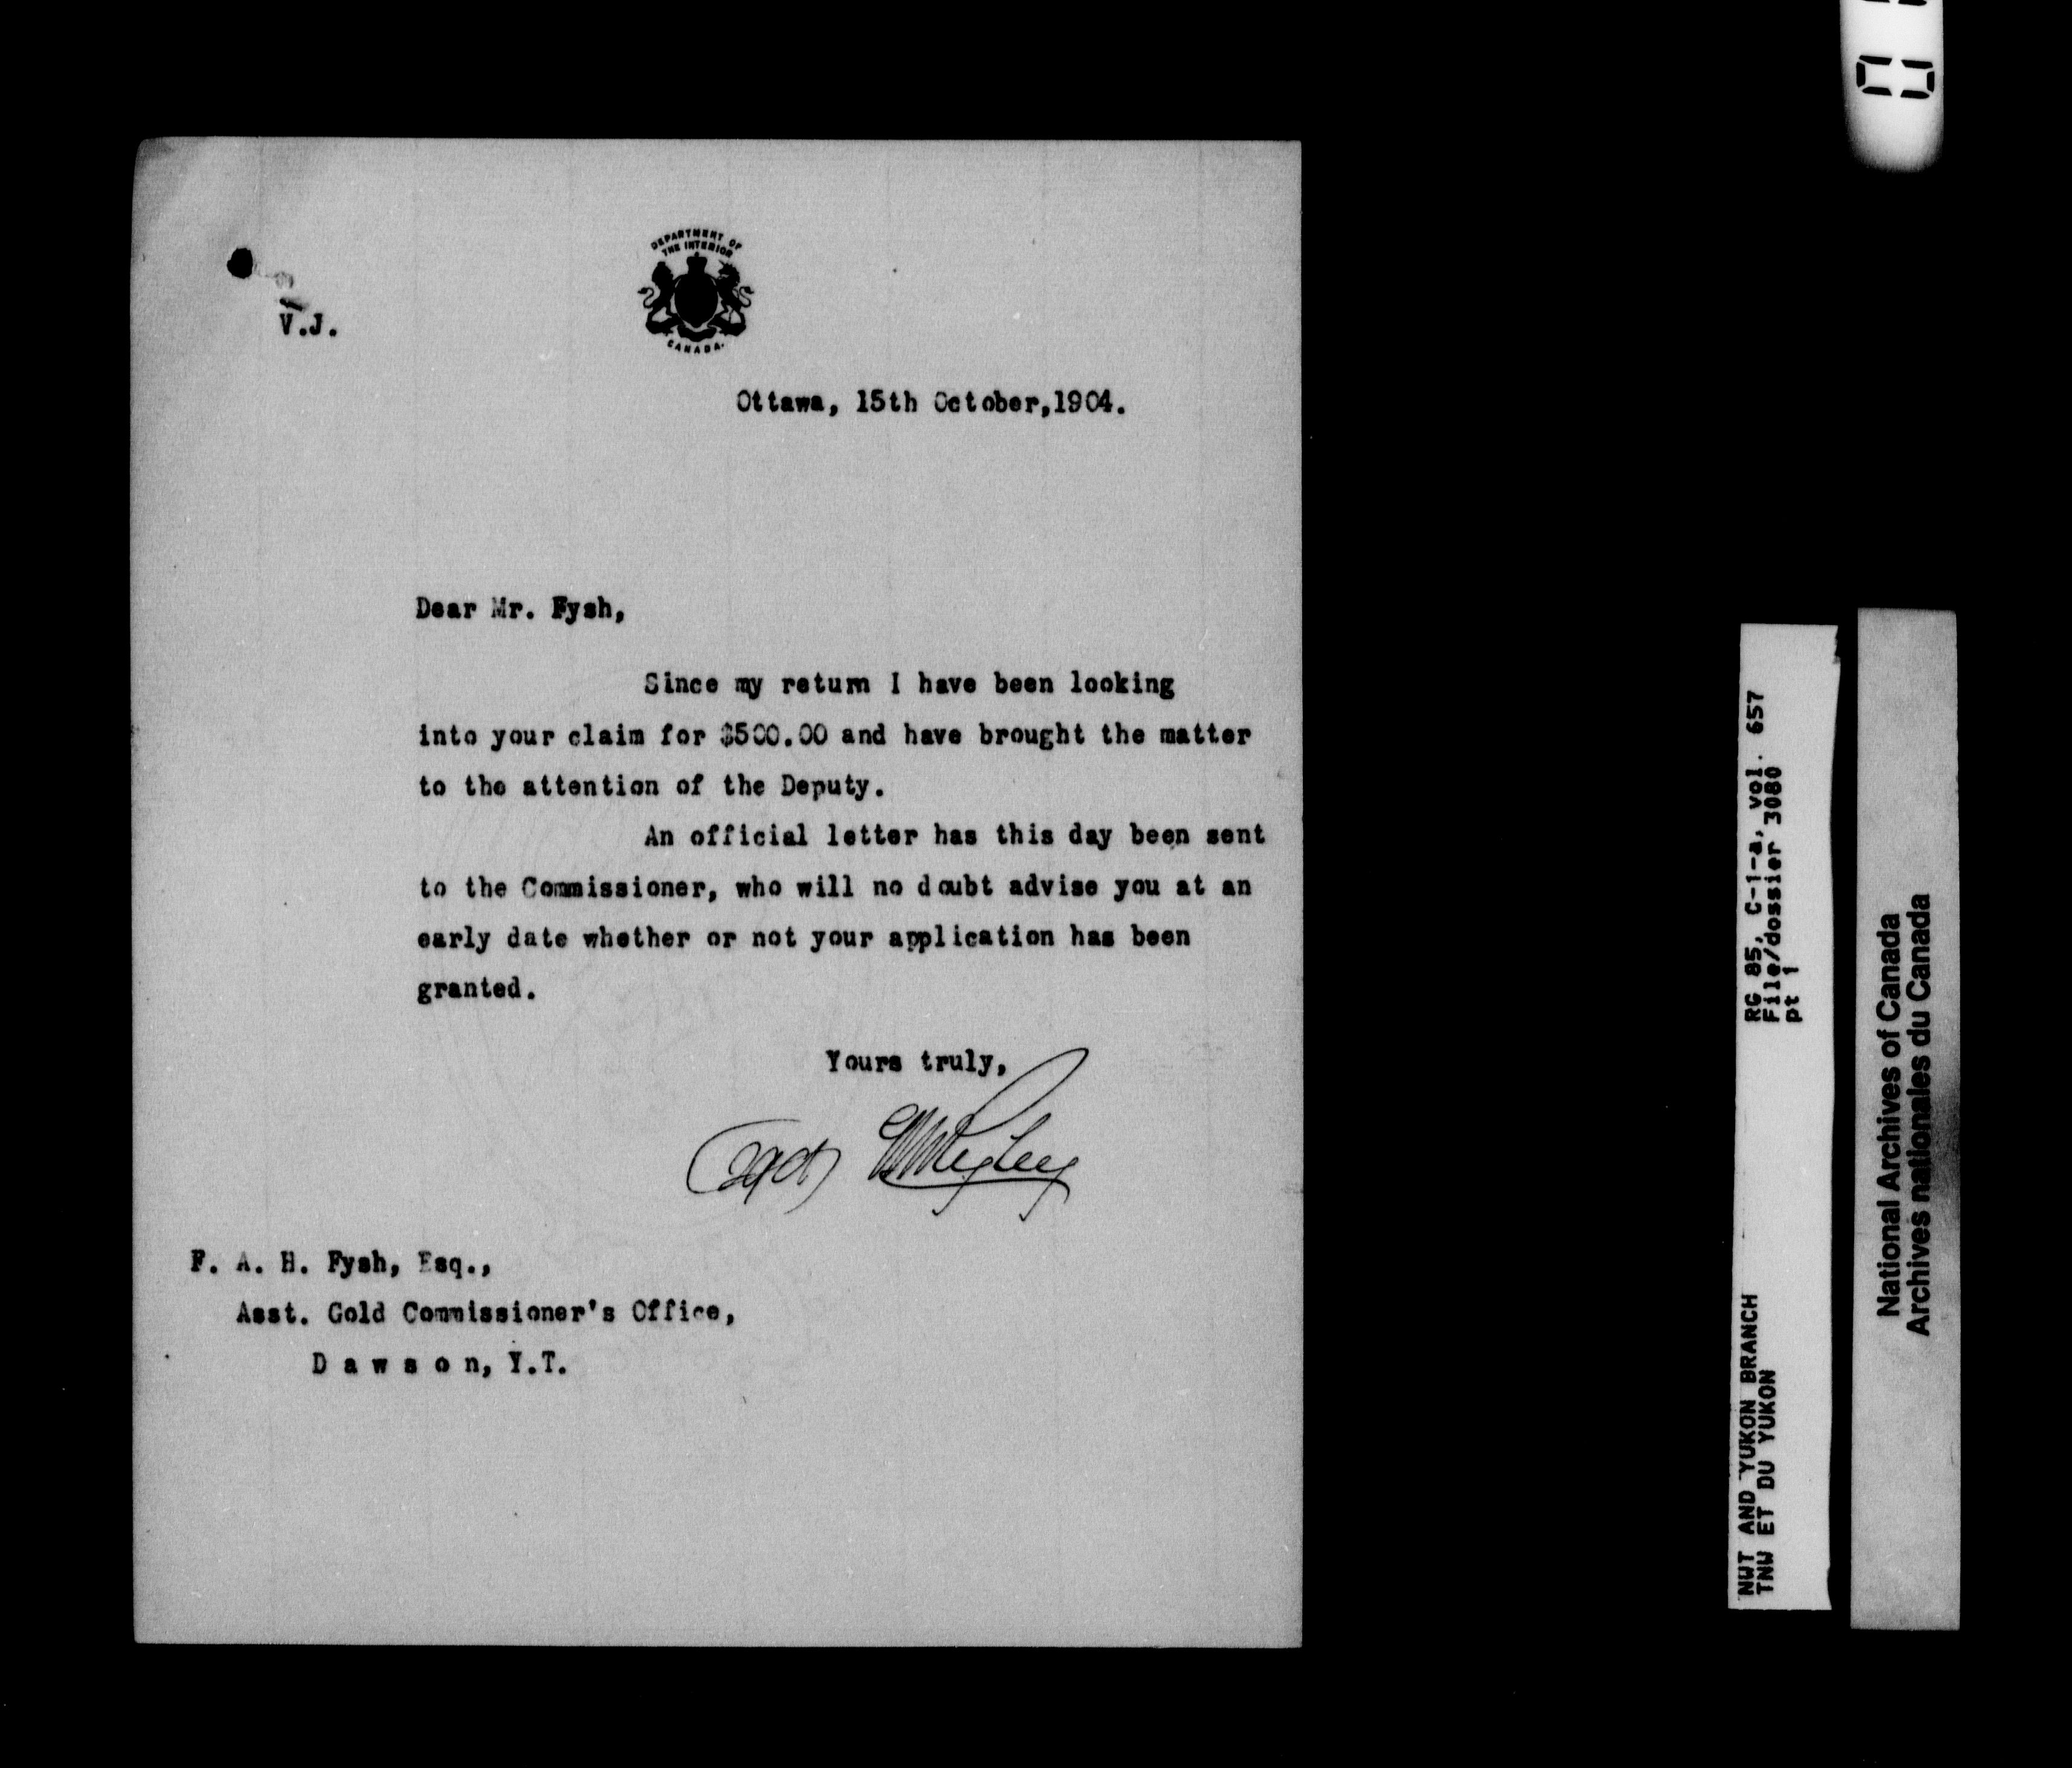 DEPARTMENT OF
THE INTERIOR
CANADA.
V.J.
Ottawa, 15th October,1904.
Dear Mr. Fysh,
Since my return I have been looking
into your claim for $500.00 and have brought the matter
to the attention of the Deputy.
An official letter has this day been sent
to the Commissioner, who will no doubt advise you at an
early date whether or not your application has been
granted.
Yours truly,
(sgd)
F. A. H. Fysh, Esq.,
Asst. Gold Commissioner's Office,
D a w s o n, Y.T.
RG 85, C-1-a, vol. 657
File/dossier 3080
pt 1
NWT AND YUKON BRANCH
TNW ET DU YUKON
National Archives of Canada
Archives nationales du Canada